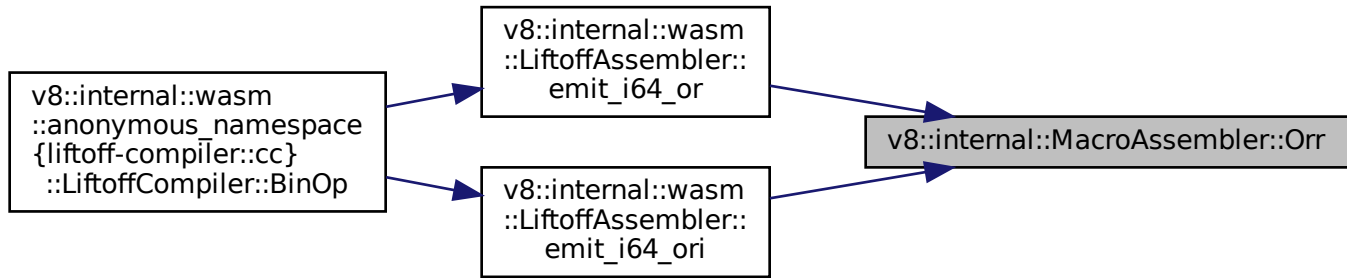 v8::internal::wasm
::anonymous_namespace
{liftoff-compiler::cc}
::LiftoffCompiler::BinOp
v8::internal::wasm
::LiftoffAssembler::
emit_i64_or
v8::internal::wasm
::LiftoffAssembler::
emit_i64_ori
v8::internal::MacroAssembler::Orr